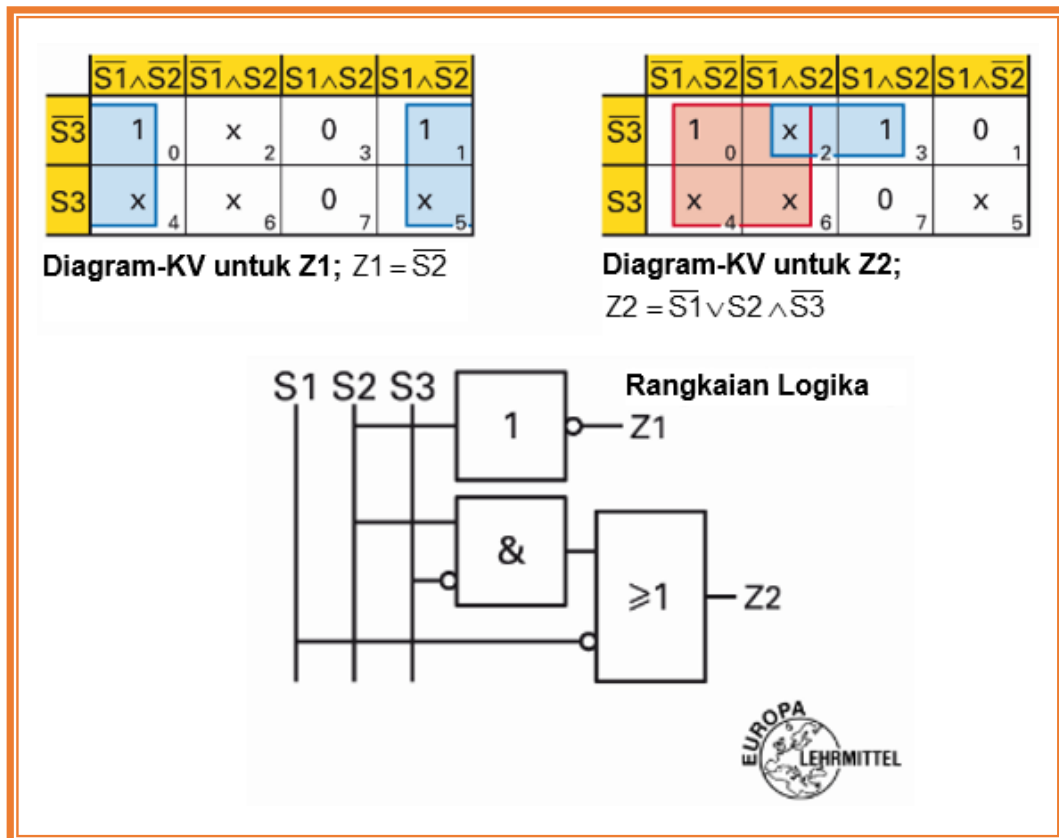 S̅1̅∧S̅2̅ S̅1̅∧S2 S1∧S2 S1∧S̅2̅
S̅3̅ 1 0 x 2 0 3 1 1
S3 x 4 x 6 0 7 x 5
Diagram-KV untuk Z1; Z1 = S̅2̅
S̅1̅∧S̅2̅ S̅1̅∧S2 S1∧S2 S1∧S̅2̅
S̅3̅ 1 0 x 2 1 3 0 1
S3 x 4 x 6 0 7 x 5
Diagram-KV untuk Z2;
Z2 = S̅1̅∨S2∧S̅3̅
S1 S2 S3 Rangkaian Logika
1 Z1
&
≥1 Z2
EUROPA
LEHRMITTEL